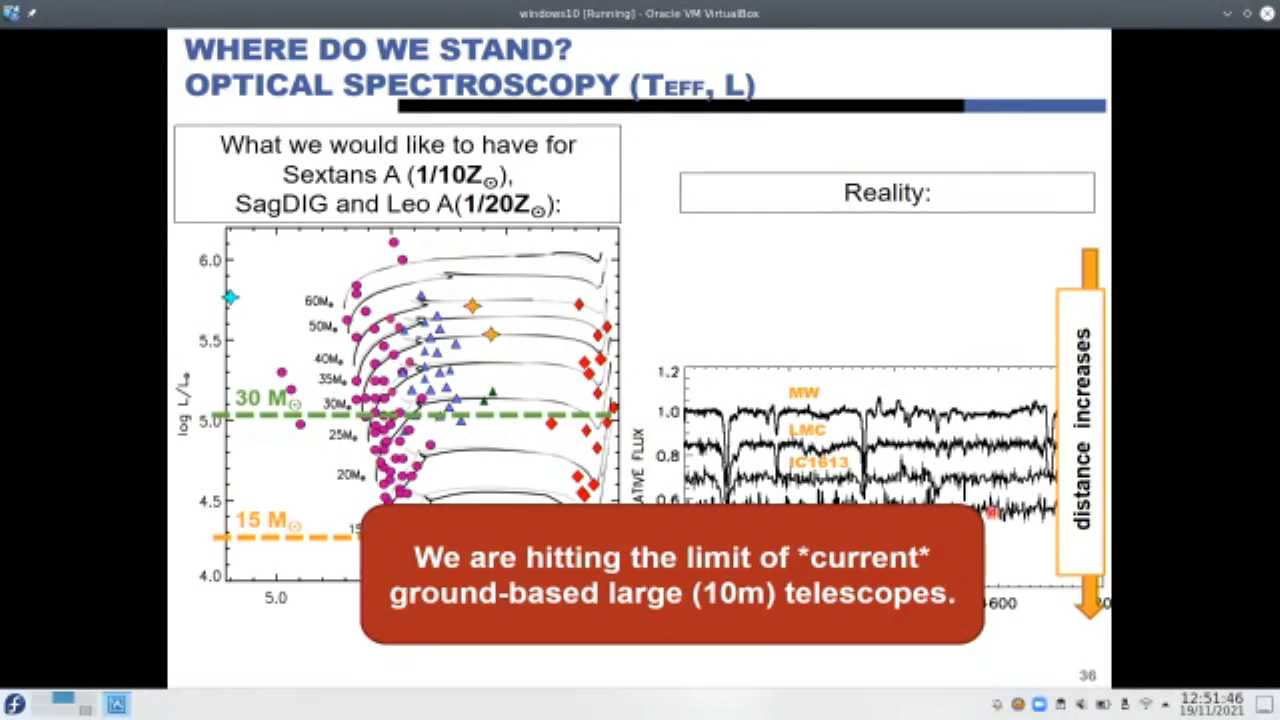 windows10 [Running] - Oracle VM VirtualBox
WHERE DO WE STAND?
OPTICAL SPECTROSCOPY (TEFF, L)
What we would like to have for
Sextans A (1/10Z⊙),
SagDIG and Leo A(1/20Z⊙):
Reality:
6.0
5.5
5.0
4.5
4.0
log L/L⊙
60M⊙
50M⊙
40M⊙
35M⊙
30M⊙
25M⊙
20M⊙
30 M⊙
15 M⊙
15
5.0
1.2
1.0
0.8
0.6
ATIVE FLUX
MW
LMC
IC1613
distance increases
We are hitting the limit of *current*
ground-based large (10m) telescopes.
36
12:51:46
19/11/2021